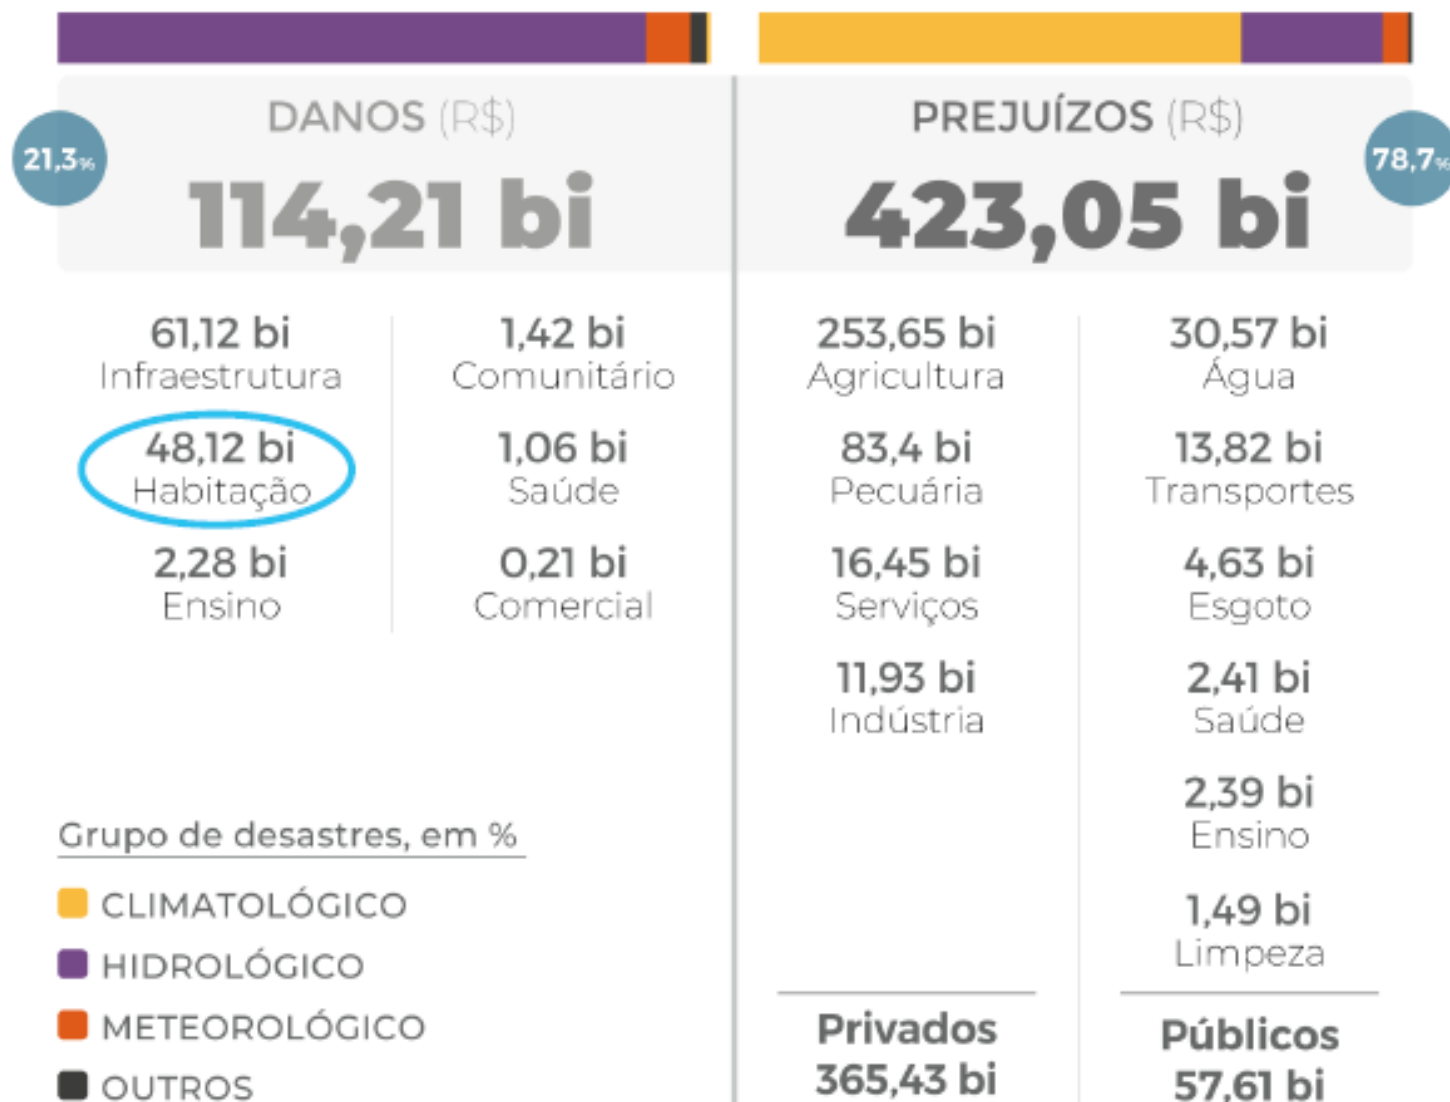 DANOS (R$)
21,3%
114,21 bi
61,12 bi
Infraestrutura
48,12 bi
Habitação
2,28 bi
Ensino
1,42 bi
Comunitário
1,06 bi
Saúde
0,21 bi
Comercial
Grupo de desastres, em %
CLIMATOLÓGICO
HIDROLÓGICO
METEOROLÓGICO
OUTROS
PREJUÍZOS (R$)
78,7%
423,05 bi
253,65 bi
Agricultura
83,4 bi
Pecuária
16,45 bi
Serviços
11,93 bi
Indústria
Privados
365,43 bi
30,57 bi
Água
13,82 bi
Transportes
4,63 bi
Esgoto
2,41 bi
Saúde
2,39 bi
Ensino
1,49 bi
Limpeza
Públicos
57,61 bi